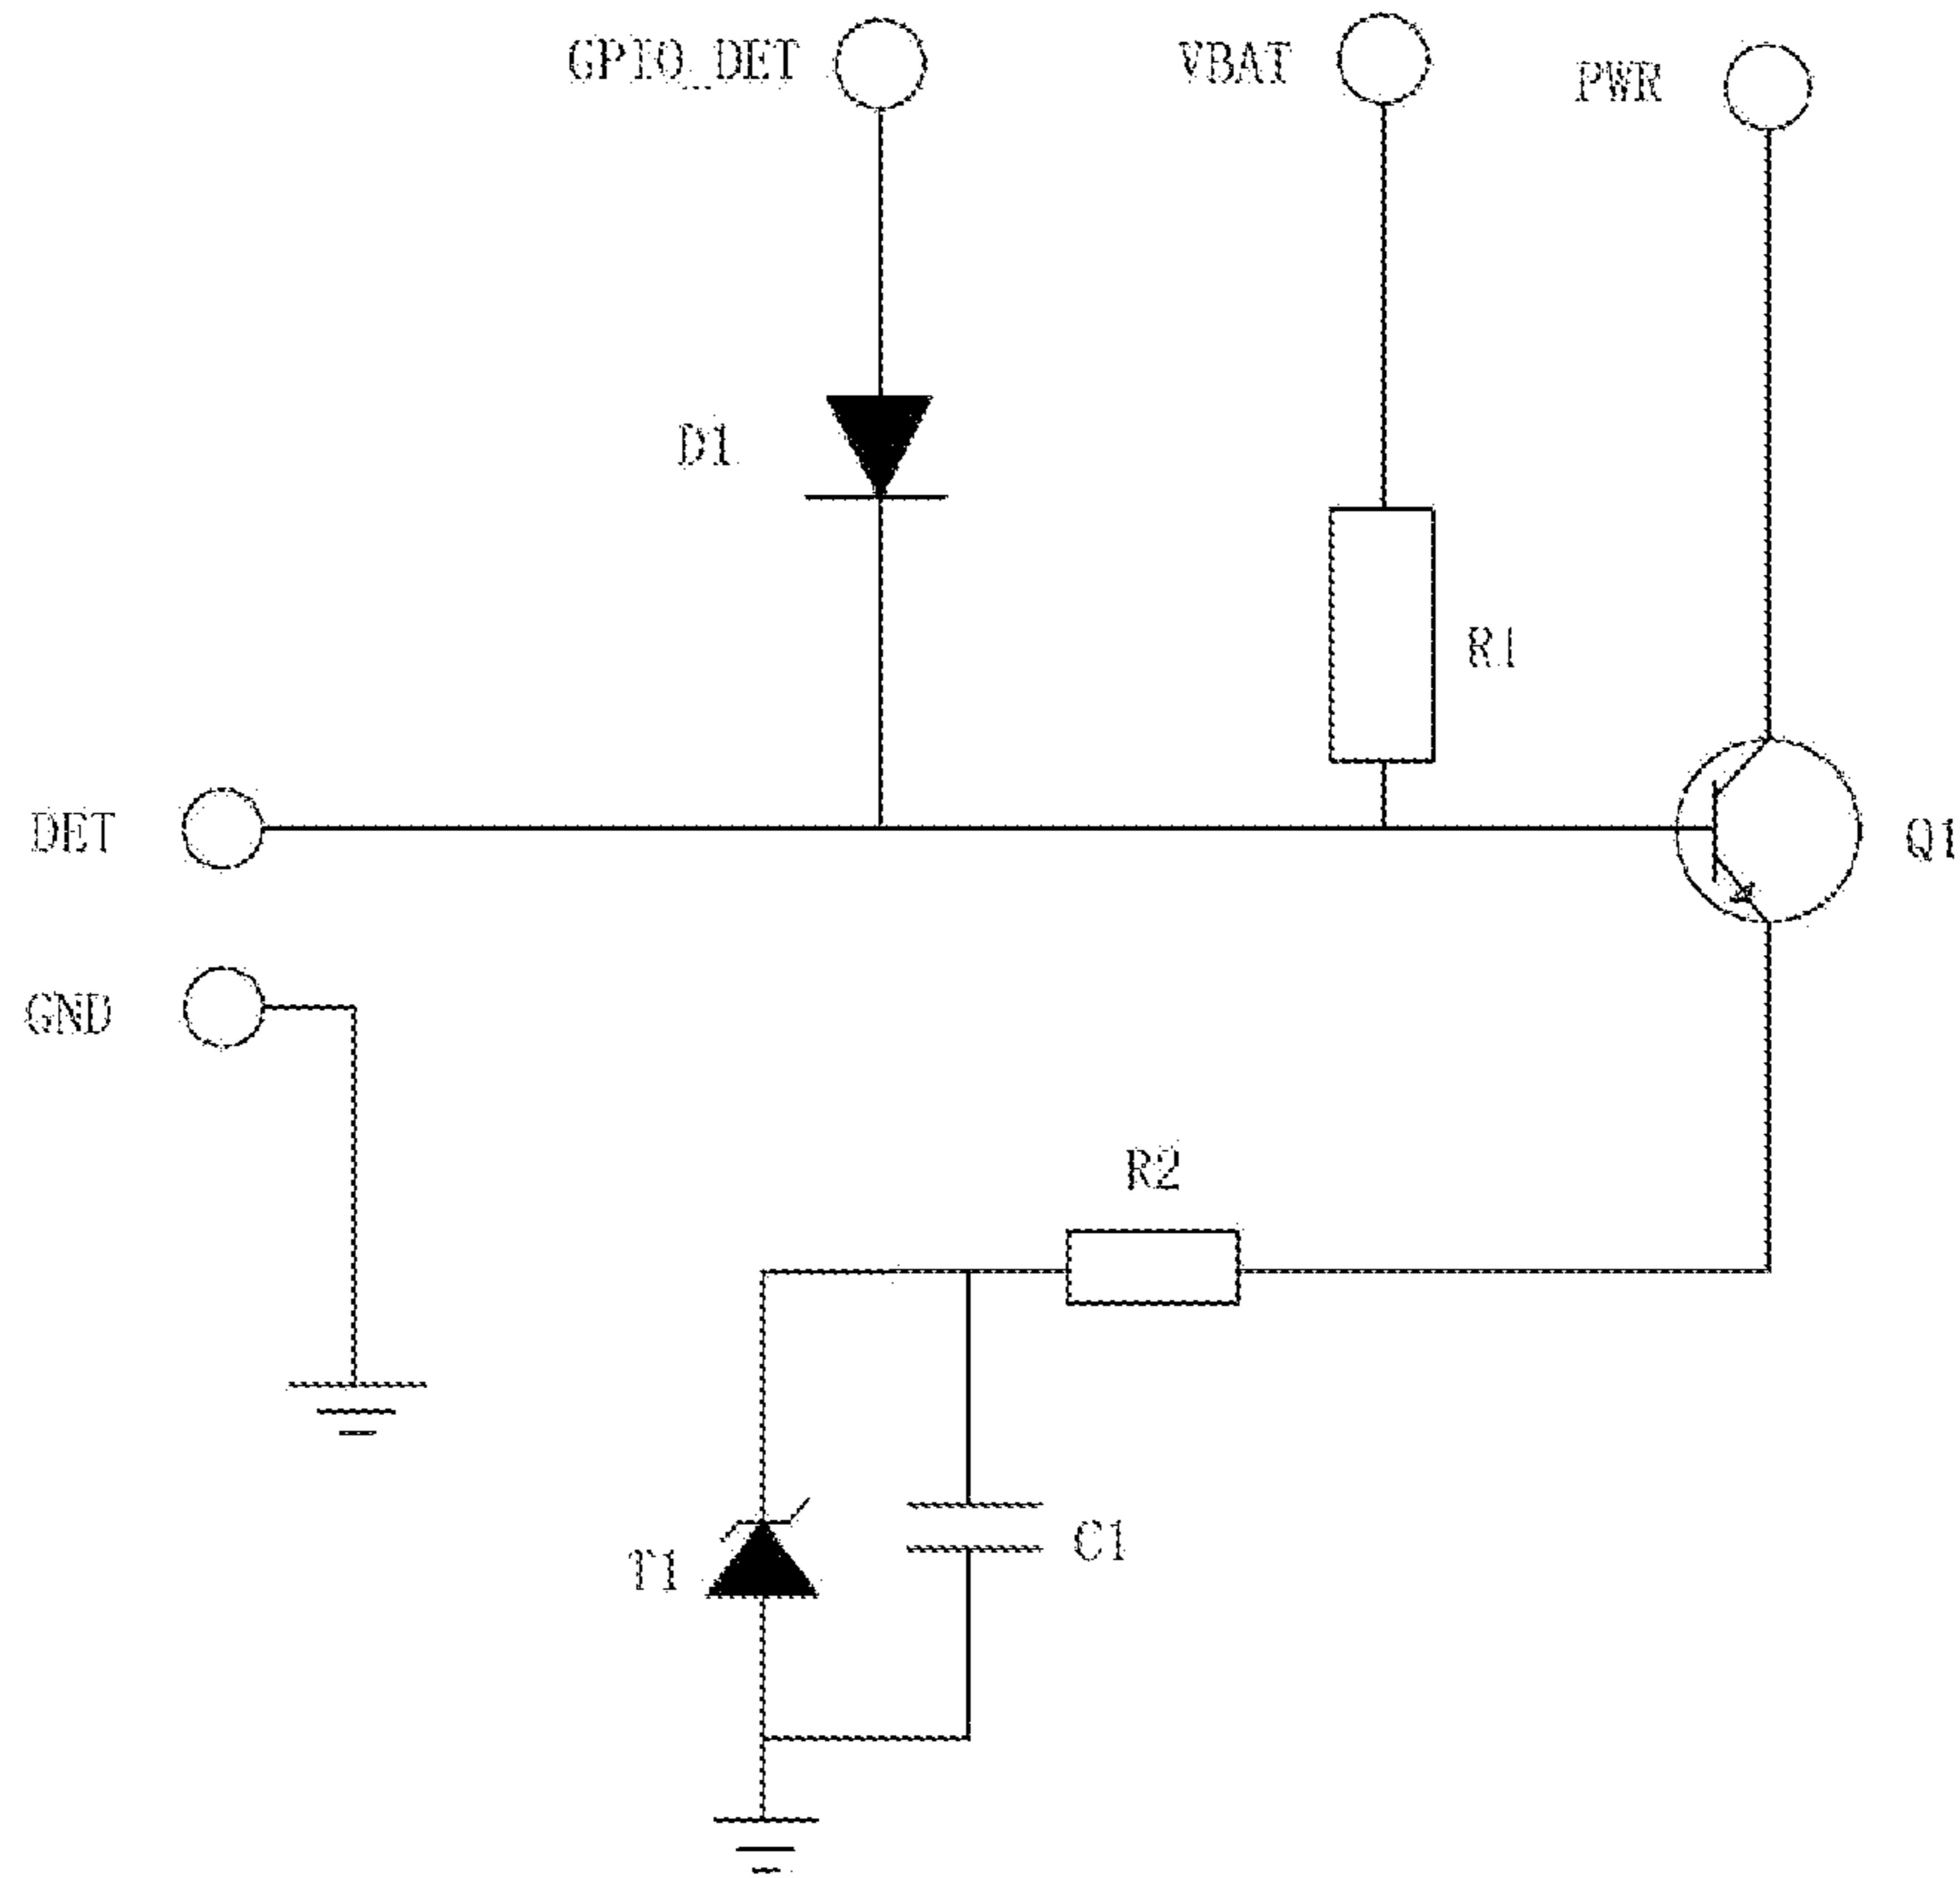 GPIO_DET
VBAT
PWR
D1
R1
DET
Q1
GND
R2
C1
T1